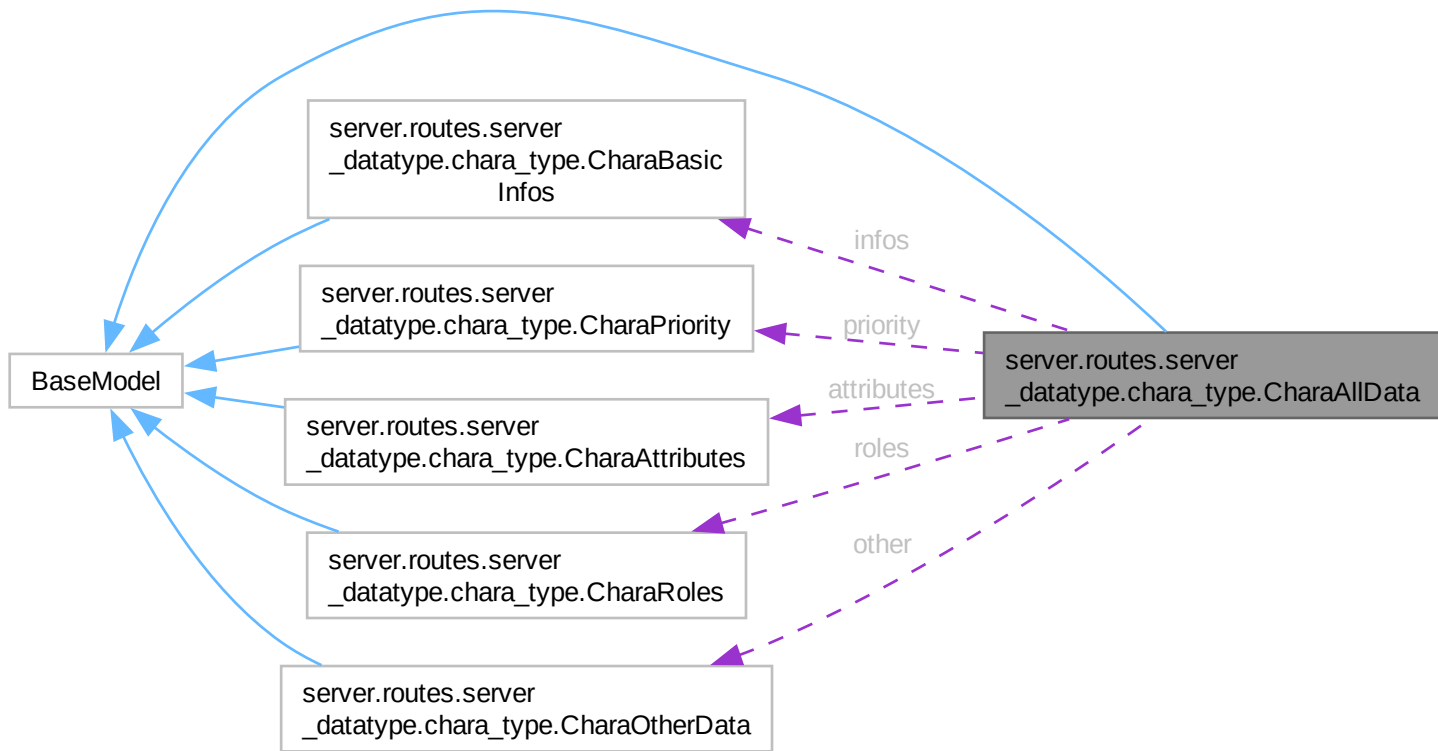 server.routes.server
_datatype.chara_type.CharaBasic
Infos
infos
server.routes.server
_datatype.chara_type.CharaPriority
priority
BaseModel
server.routes.server
_datatype.chara_type.CharaAllData
attributes
server.routes.server
_datatype.chara_type.CharaAttributes
roles
server.routes.server
_datatype.chara_type.CharaRoles
other
server.routes.server
_datatype.chara_type.CharaOtherData